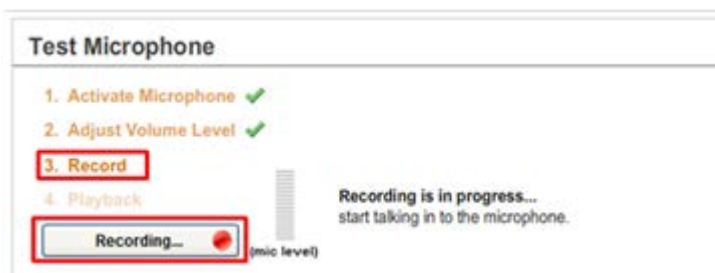 Test Microphone
1. Activate Microphone
2. Adjust Volume Level
3. Record
4. Playback
Recording is in progress...
start talking in to the microphone.
Recording...
(mic level)